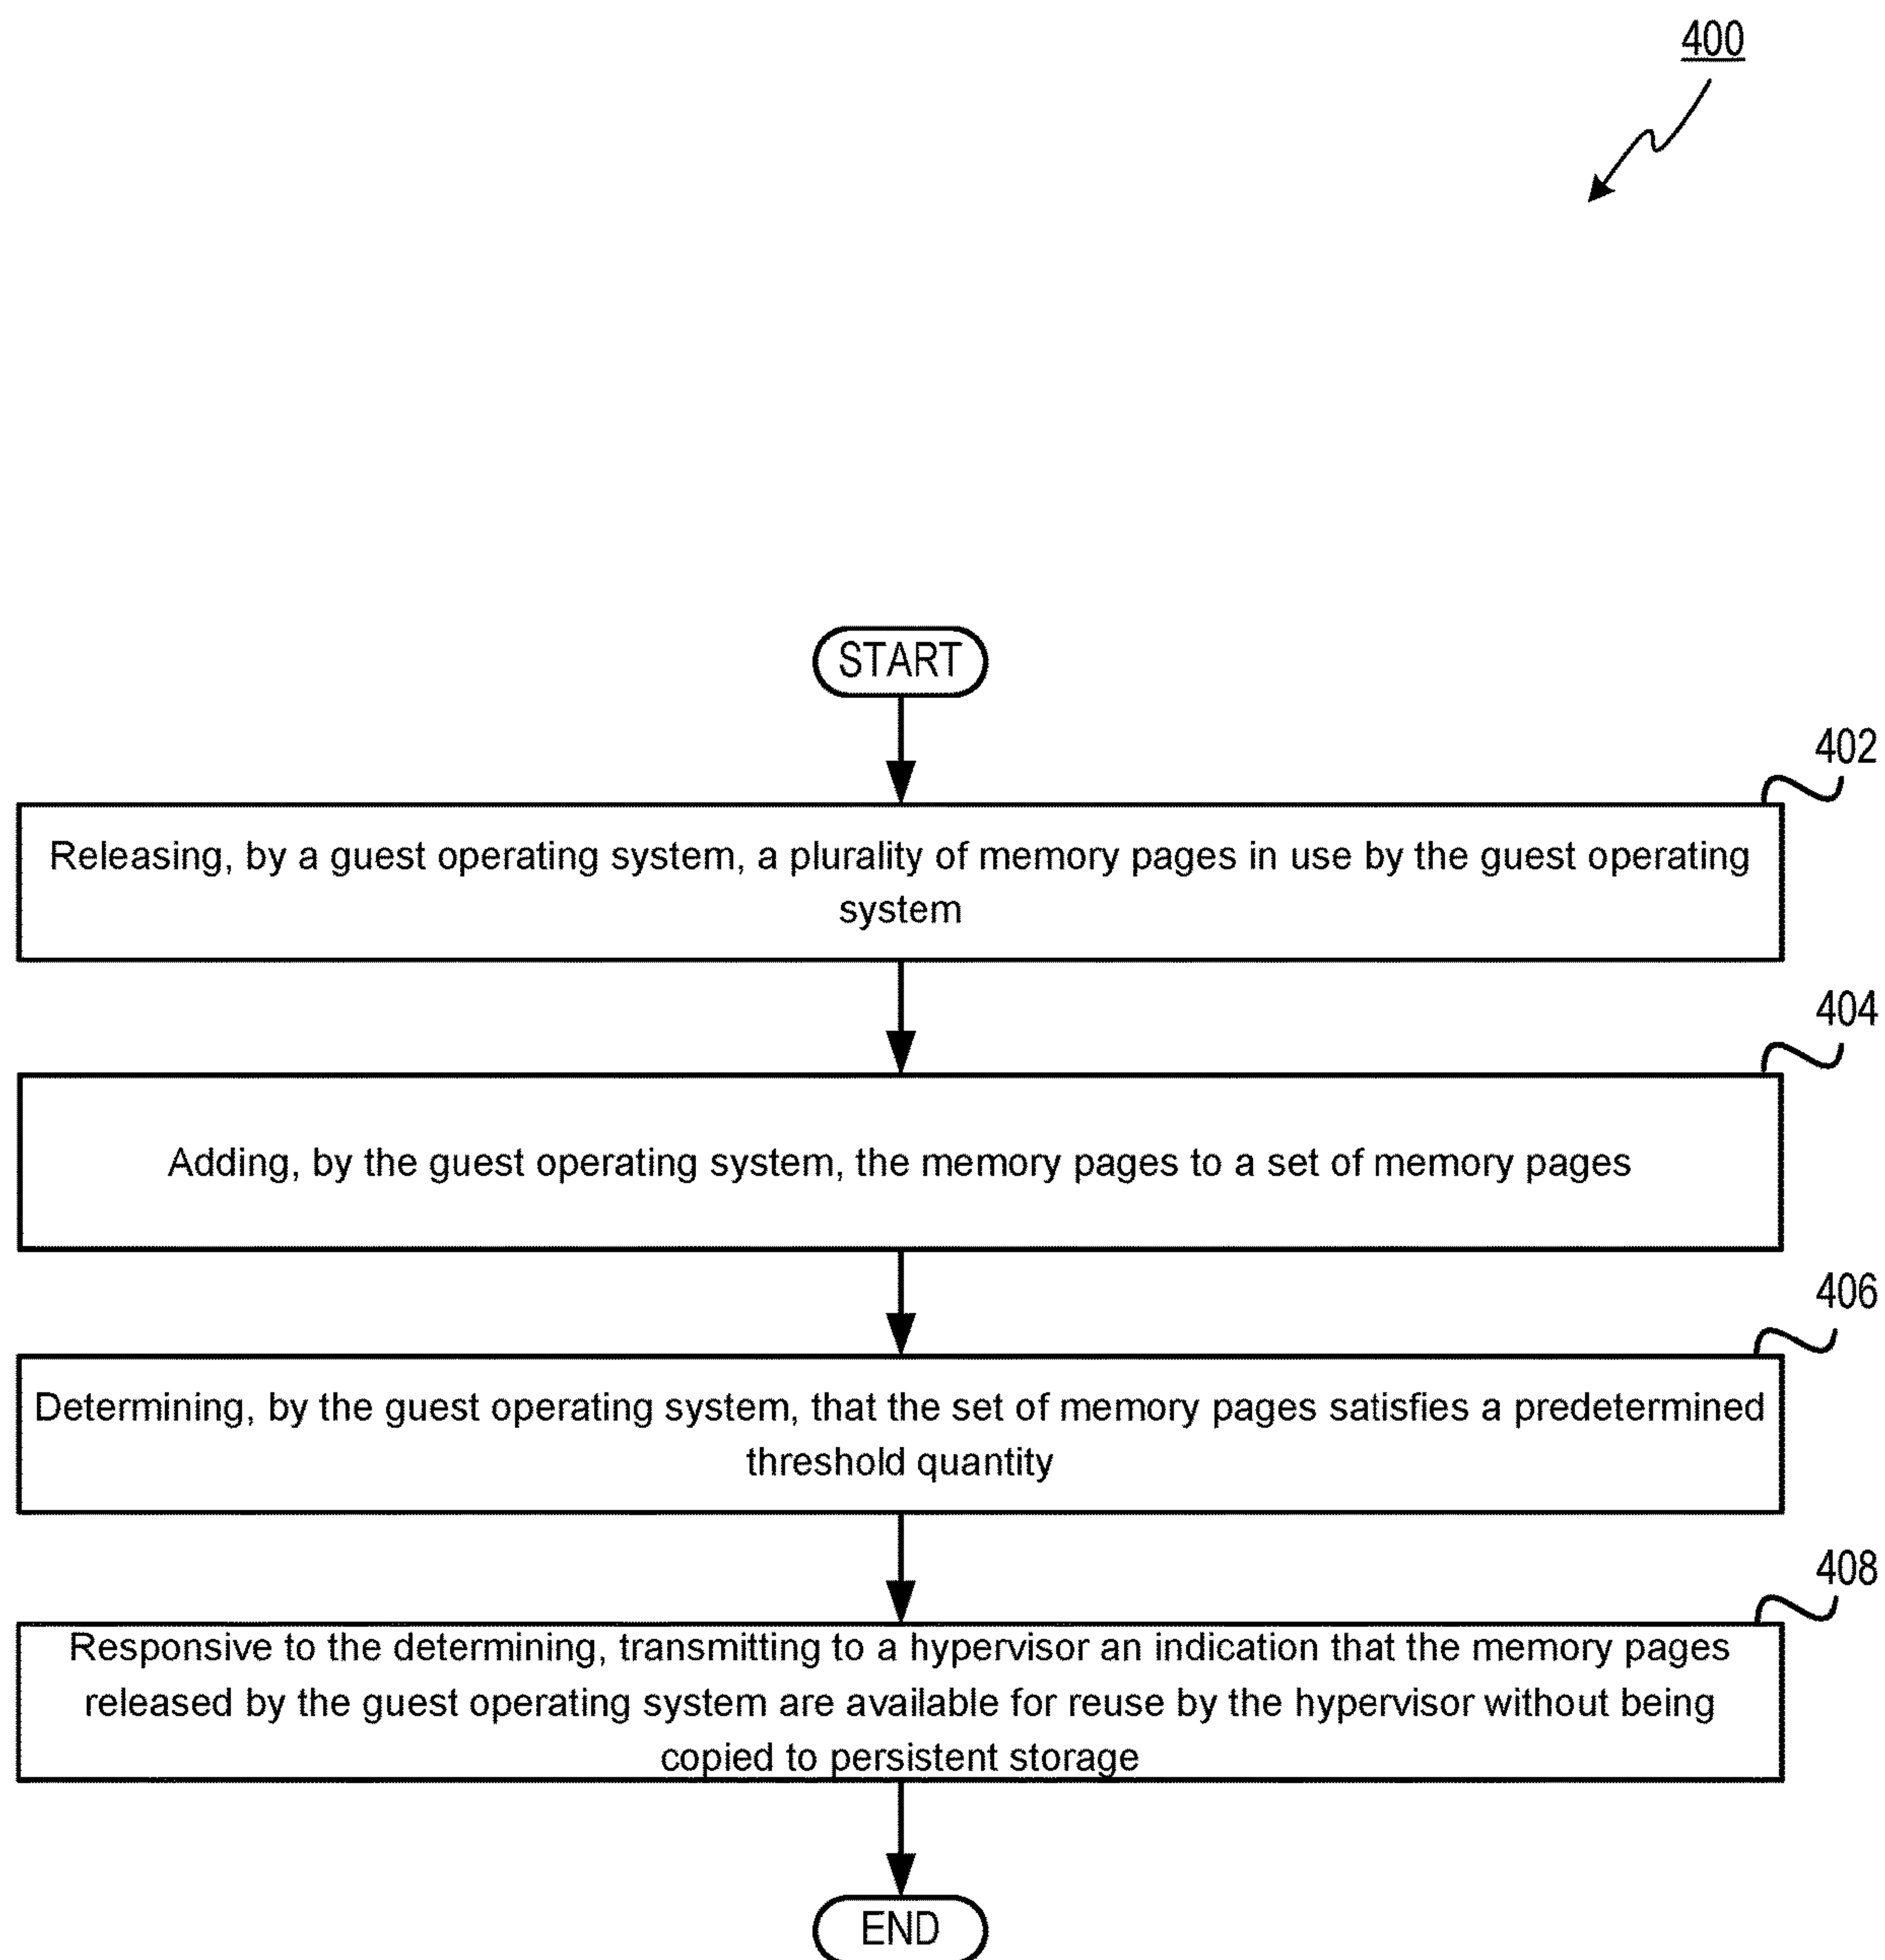 400
START
402
Releasing, by a guest operating system, a plurality of memory pages in use by the guest operating
system
404
Adding, by the guest operating system, the memory pages to a set of memory pages
406
Determining, by the guest operating system, that the set of memory pages satisfies a predetermined
threshold quantity
408
Responsive to the determining, transmitting to a hypervisor an indication that the memory pages
released by the guest operating system are available for reuse by the hypervisor without being
copied to persistent storage
END